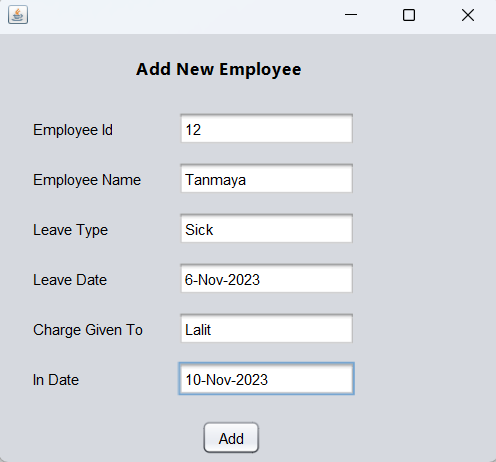 Add New Employee
Employee Id 12
Employee Name Tanmaya
Leave Type Sick
Leave Date 6-Nov-2023
Charge Given To Lalit
In Date 10-Nov-2023
Add